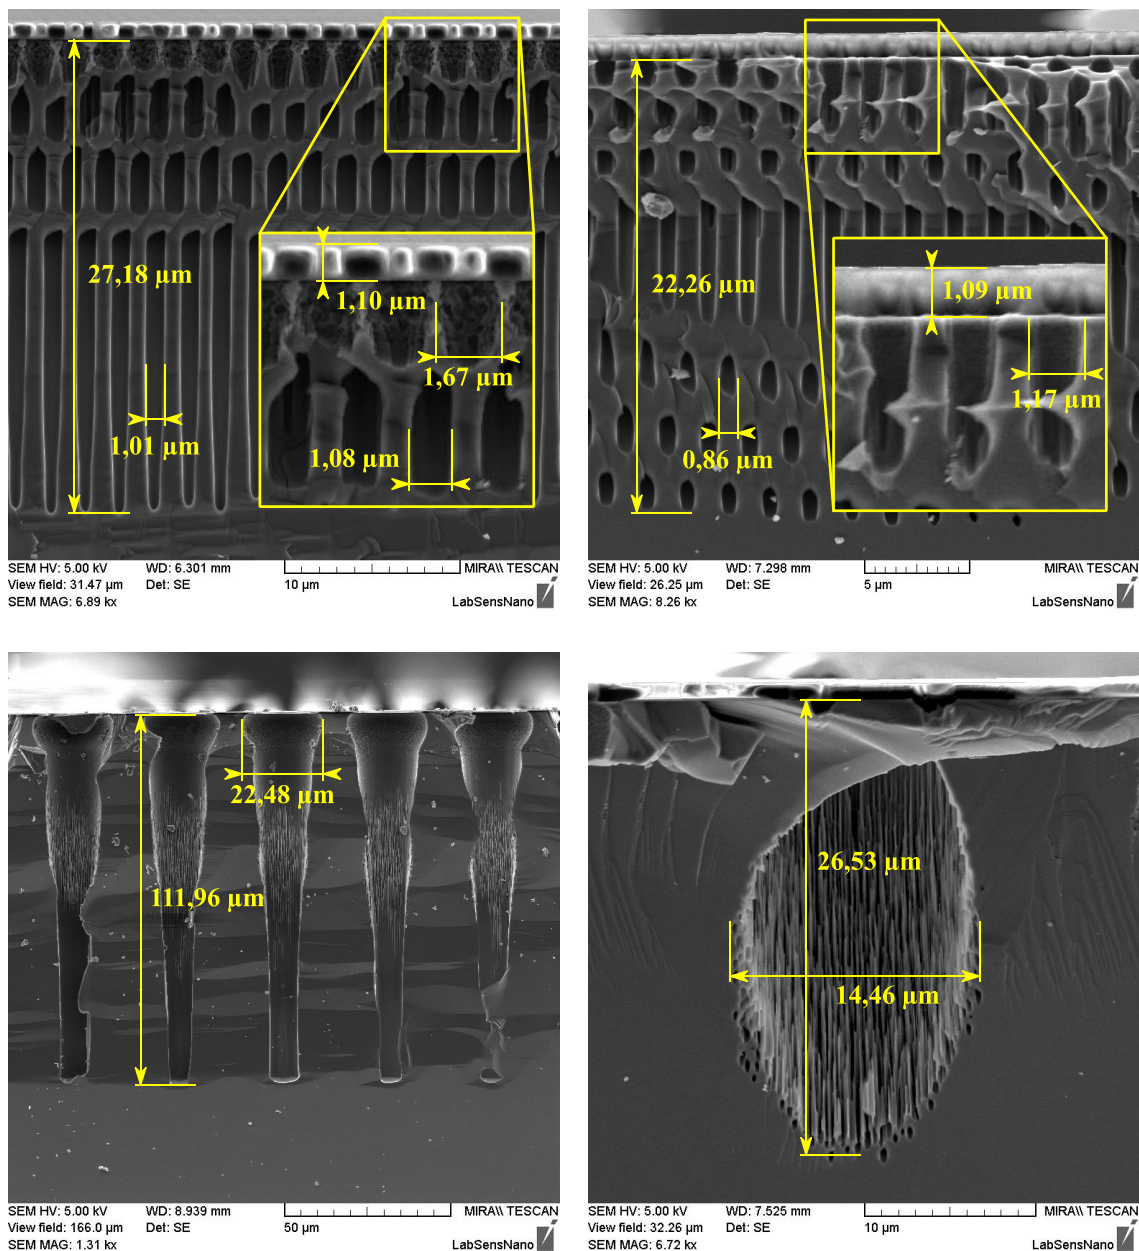 27,18 µm
1,10 µm
1,67 µm
1,01 µm
1,08 µm
SEM HV: 5.00 kV WD: 6.301 mm MIRA\\ TESCAN
View field: 31.47 µm Det: SE 10 µm
SEM MAG: 6.89 kx LabSensNano
22,26 µm
1,09 µm
1,17 µm
0,86 µm
SEM HV: 5.00 kV WD: 7.298 mm MIRA\\ TESCAN
View field: 26.25 µm Det: SE 5 µm
SEM MAG: 8.26 kx LabSensNano
22,48 µm
111,96 µm
SEM HV: 5.00 kV WD: 8.939 mm MIRA\\ TESCAN
View field: 166.0 µm Det: SE 50 µm
SEM MAG: 1.31 kx LabSensNano
26,53 µm
14,46 µm
SEM HV: 5.00 kV WD: 7.525 mm MIRA\\ TESCAN
View field: 32.26 µm Det: SE 10 µm
SEM MAG: 6.72 kx LabSensNano